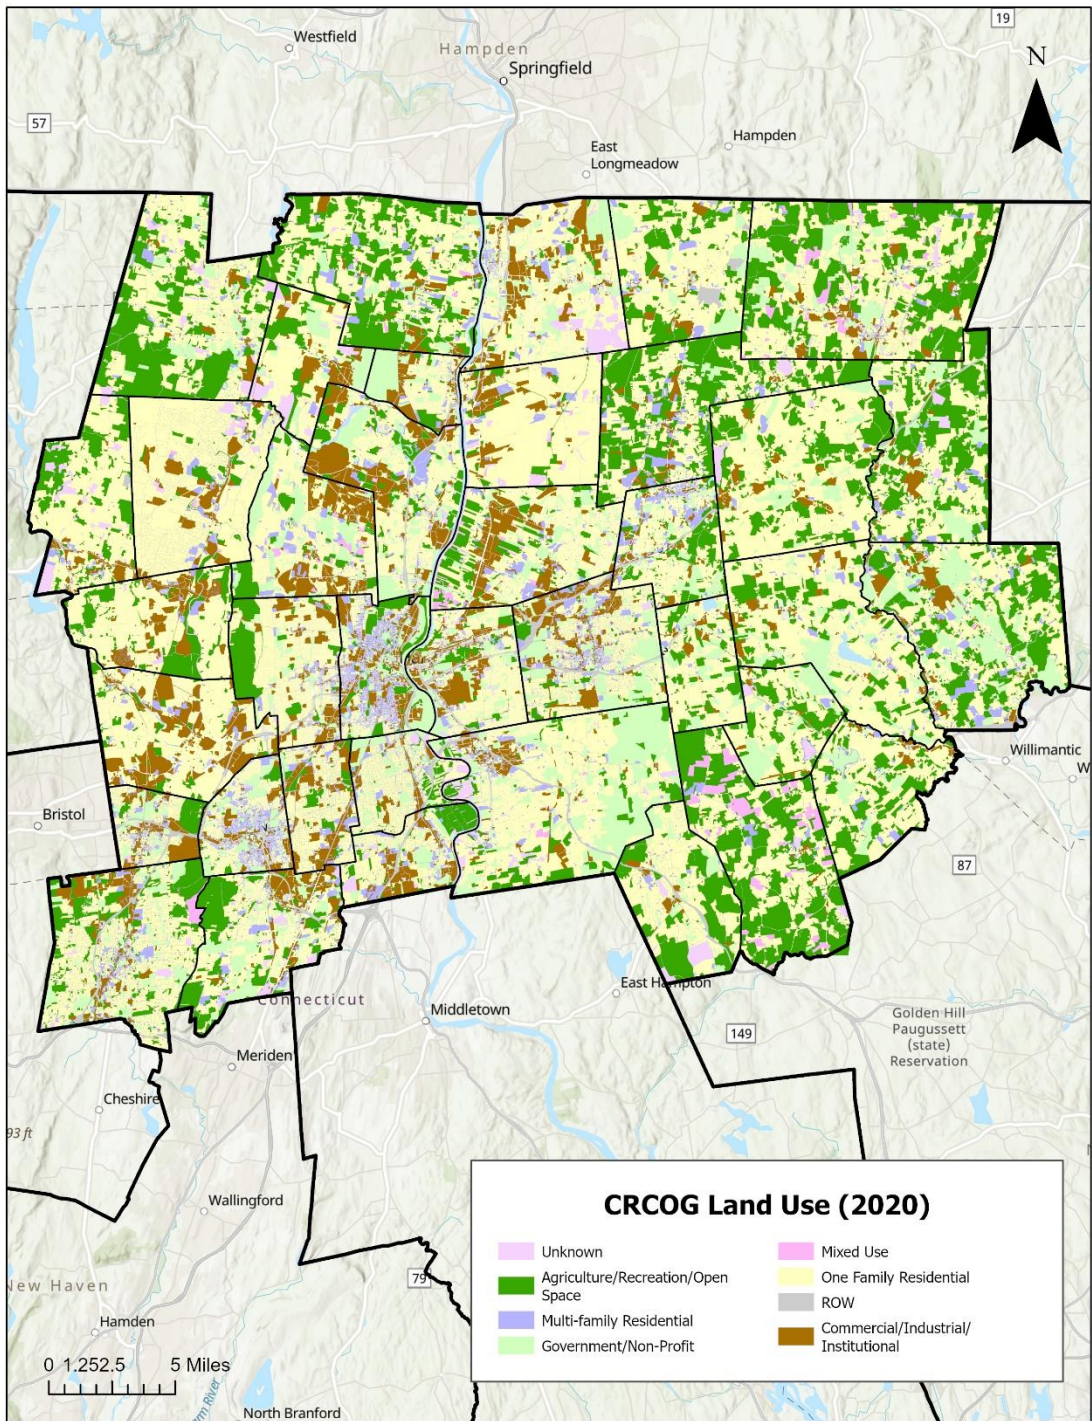 Westfield
Hampden
Springfield
19
N
57
Hampden
East
Longmeadow
Willimantic
W
Bristol
87
East Hampton
Connecticut
Middletown
149
Golden Hill
Paugussett
(state)
Reservation
Meriden
Cheshire
93 ft
Wallingford
New Haven
79
Hamden
0 1.252.5 5 Miles
North Branford
CRCOG Land Use (2020)
Unknown
Agriculture/Recreation/Open
Space
Multi-family Residential
Government/Non-Profit
Mixed Use
One Family Residential
ROW
Commercial/Industrial/
Institutional